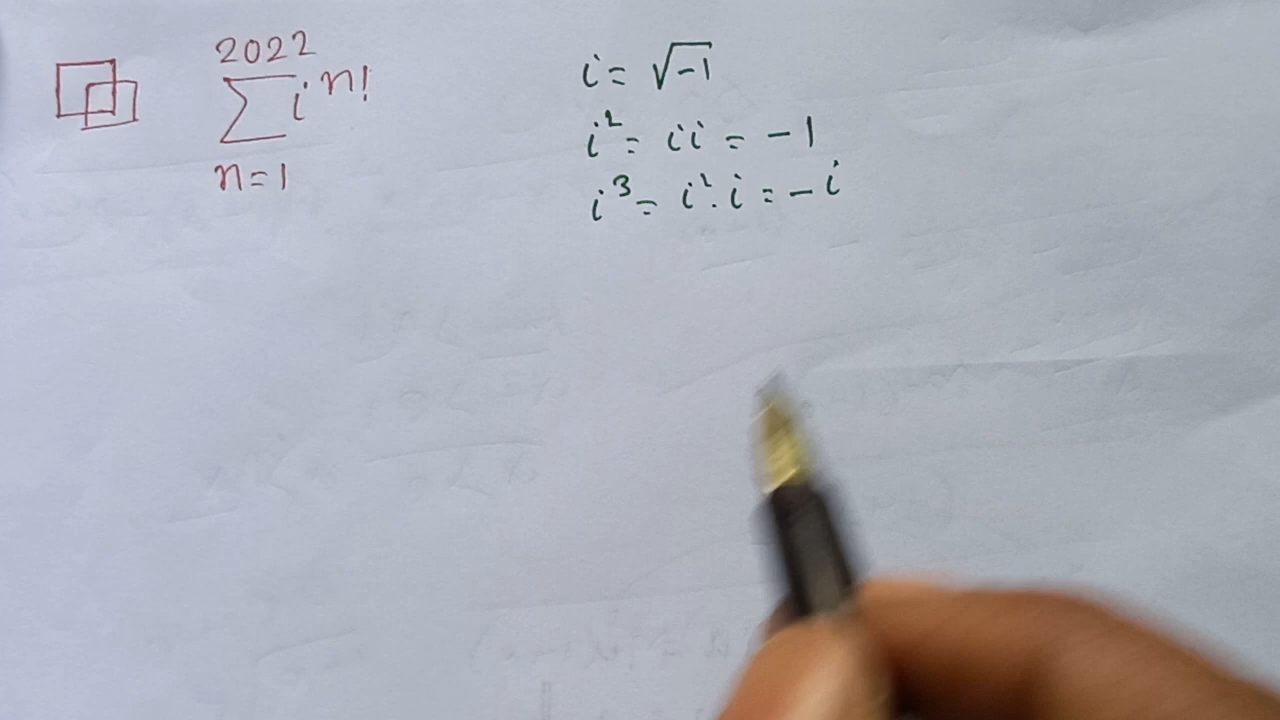 2022
∑ i^n!
n=1
i = √-1
i² = ii = -1
i³ = i².i = -i